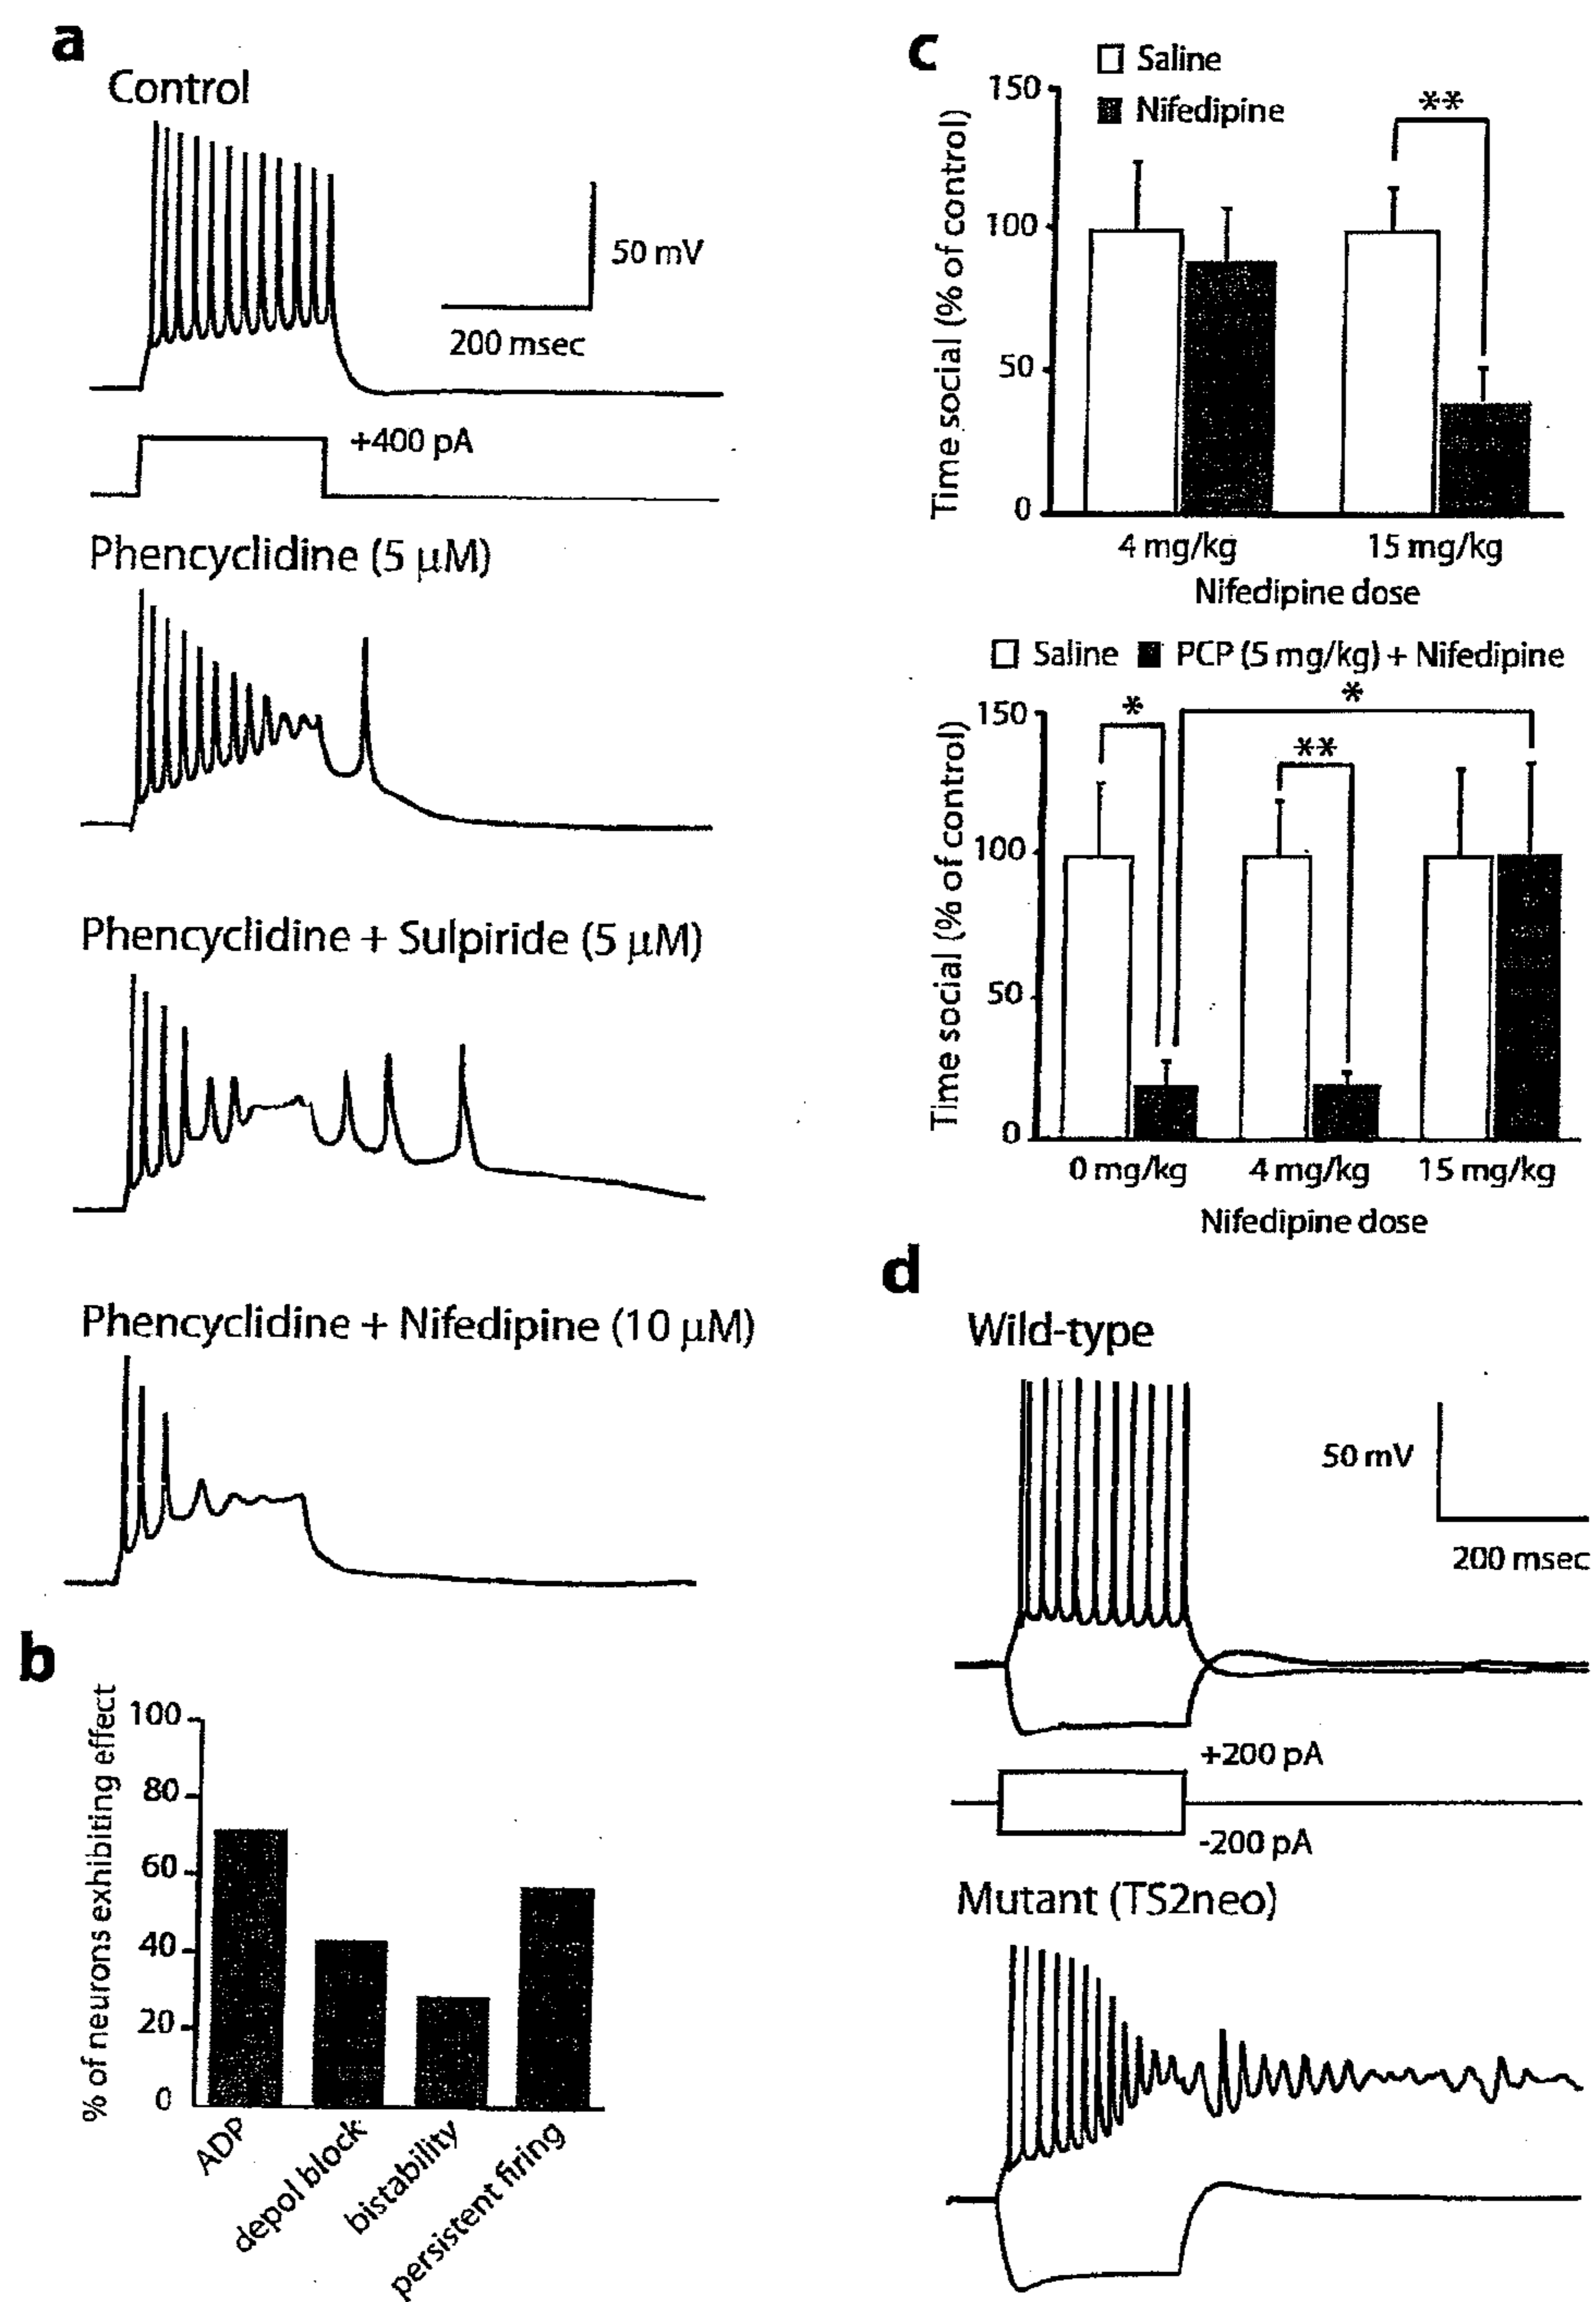 a
Control
50 mV
200 msec
+400 pA
Phencyclidine (5 µM)
Phencyclidine + Sulpiride (5 µM)
Phencyclidine + Nifedipine (10 µM)
b
% of neurons exhibiting effect
100
80
60
40
20
0
ADP
depol block
bistability
persistent firing
c
Saline
Nifedipine
Time social (% of control)
150
100
50
0
**
4 mg/kg
15 mg/kg
Nifedipine dose
Saline
PCP (5 mg/kg) + Nifedipine
Time social (% of control)
150
100
50
0
*
**
*
0 mg/kg
4 mg/kg
15 mg/kg
Nifedipine dose
d
Wild-type
50 mV
200 msec
+200 pA
-200 pA
Mutant (TS2neo)